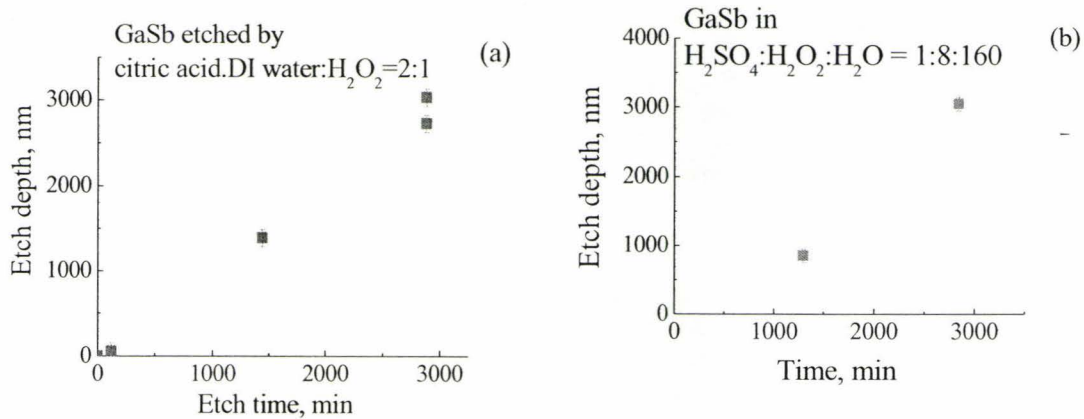 GaSb etched by
citric acid.DI water:H₂O₂=2:1
(a)
3000
2000
1000
0
Etch depth, nm
0 1000 2000 3000
Etch time, min
GaSb in
H₂SO₄:H₂O₂:H₂O = 1:8:160
(b)
4000
3000
2000
1000
0
Etch depth, nm
0 1000 2000 3000
Time, min